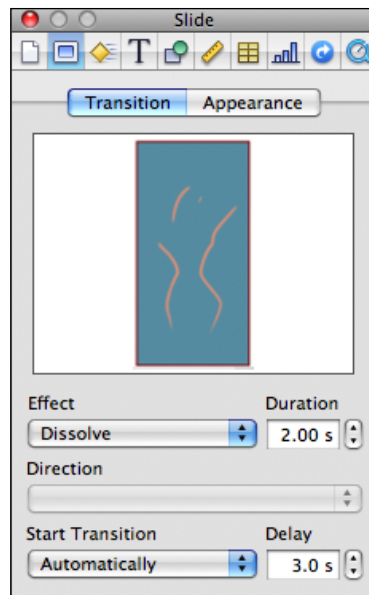 Slide
T
Transition Appearance
Effect Duration
Dissolve 2.00 s
Direction
Start Transition Delay
Automatically 3.0 s